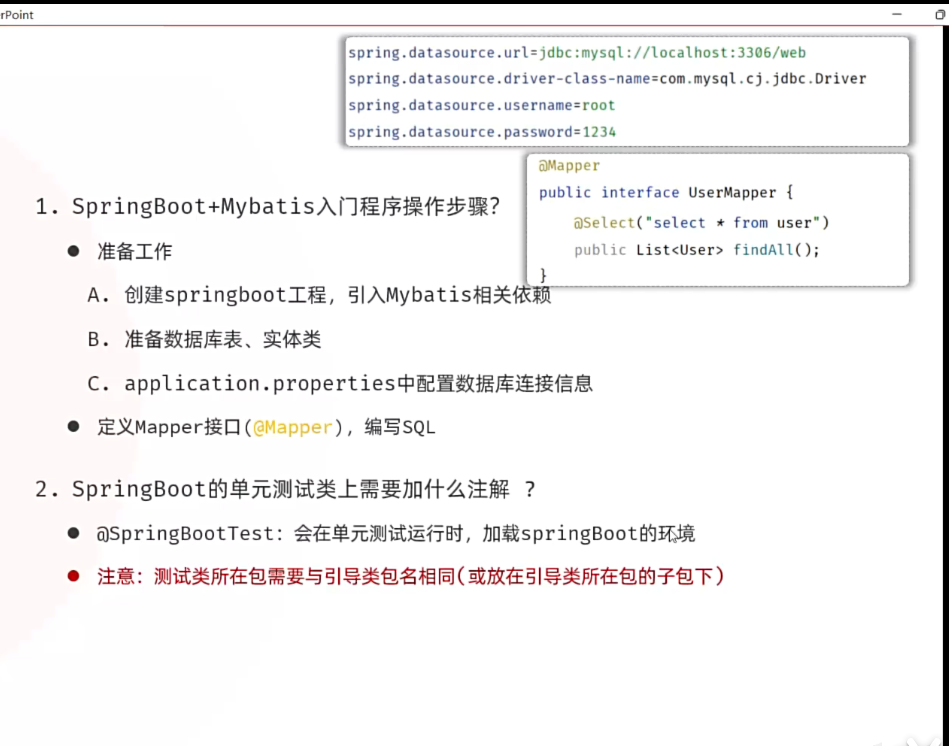 rPoint
spring.datasource.url=jdbc:mysql://localhost:3306/web
spring.datasource.driver-class-name=com.mysql.cj.jdbc.Driver
spring.datasource.username=root
spring.datasource.password=1234
@Mapper
public interface UserMapper {
@Select("select * from user")
public List<User> findAll();
}
1. SpringBoot+Mybatis入门程序操作步骤?
● 准备工作
A. 创建springboot工程，引入Mybatis相关依赖
B. 准备数据库表、实体类
C. application.properties中配置数据库连接信息
● 定义Mapper接口(@Mapper)，编写SQL
2. SpringBoot的单元测试类上需要加什么注解 ?
● @SpringBootTest：会在单元测试运行时，加载springBoot的环境
● 注意：测试类所在包需要与引导类包名相同(或放在引导类所在包的子包下)